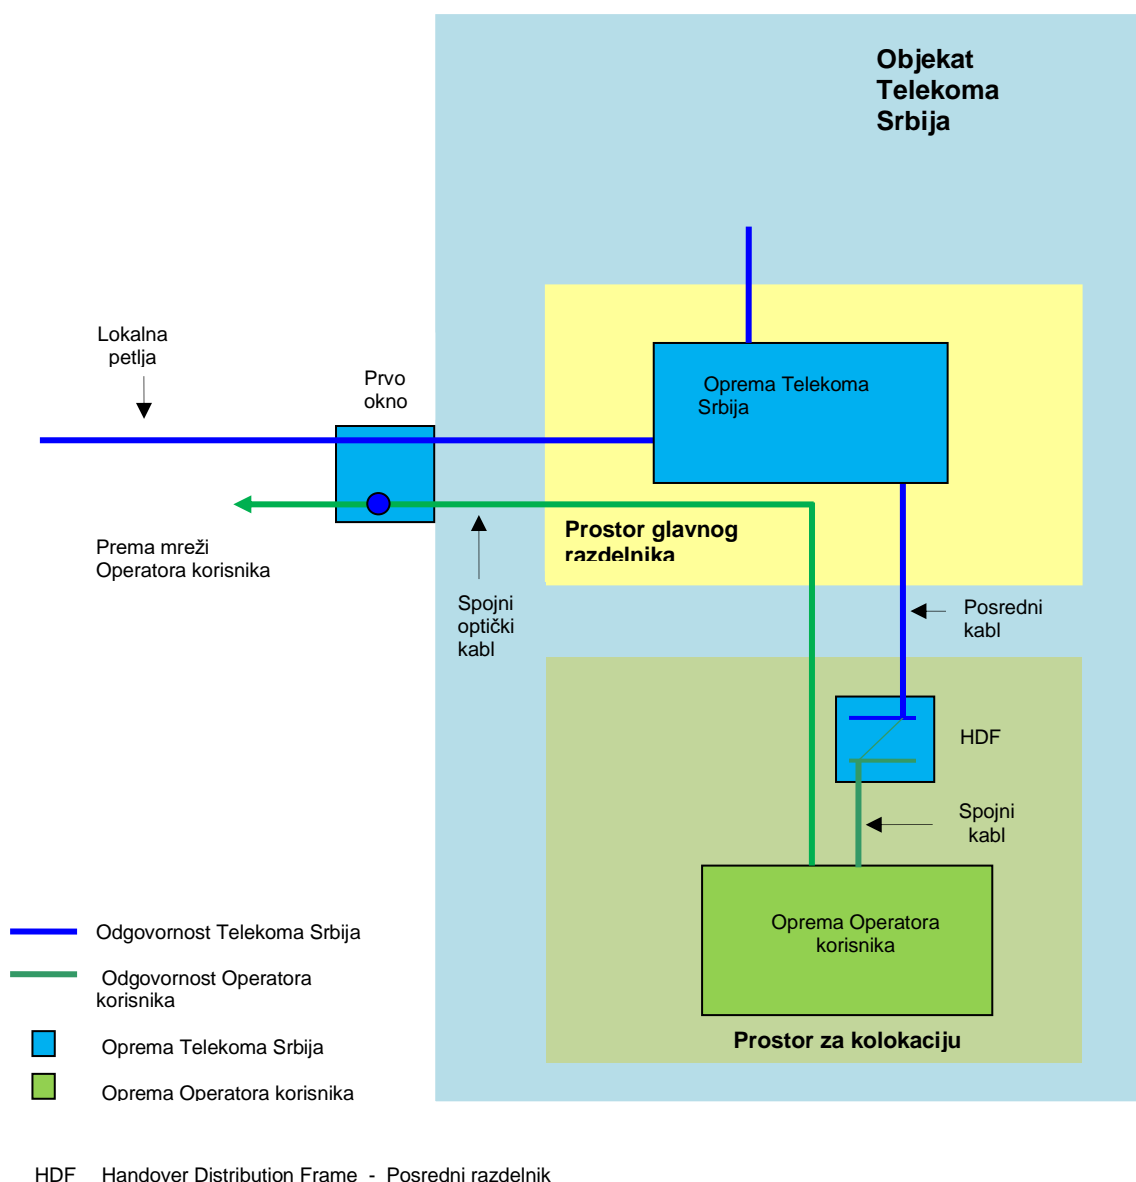 Objekat
Telekoma
Srbija
Lokalna
petlja
Prvo
okno
Oprema Telekoma
Srbija
Prostor glavnog
razdelnika
Prema mreži
Operatora korisnika
Spojni
optički
kabl
Posredni
kabl
HDF
Spojni
kabl
Oprema Operatora
korisnika
Prostor za kolokaciju
Odgovornost Telekoma Srbija
Odgovornost Operatora
korisnika
Oprema Telekoma Srbija
Oprema Operatora korisnika
HDF Handover Distribution Frame - Posredni razdelnik